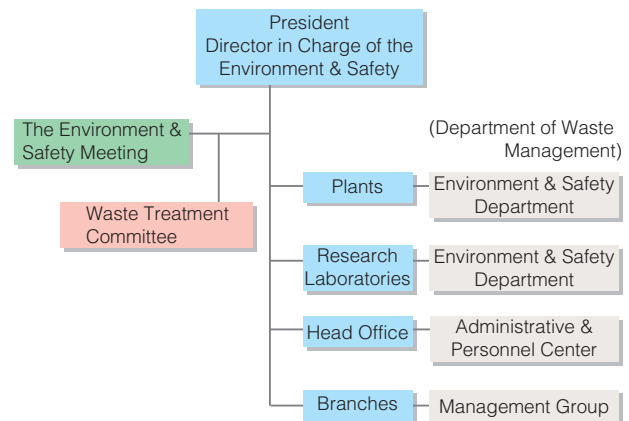 President
Director in Charge of the
Environment & Safety
The Environment &
Safety Meeting
(Department of Waste
Management)
Waste Treatment
Committee
Plants
Environment & Safety
Department
Research
Laboratories
Environment & Safety
Department
Head Office
Administrative &
Personnel Center
Branches
Management Group